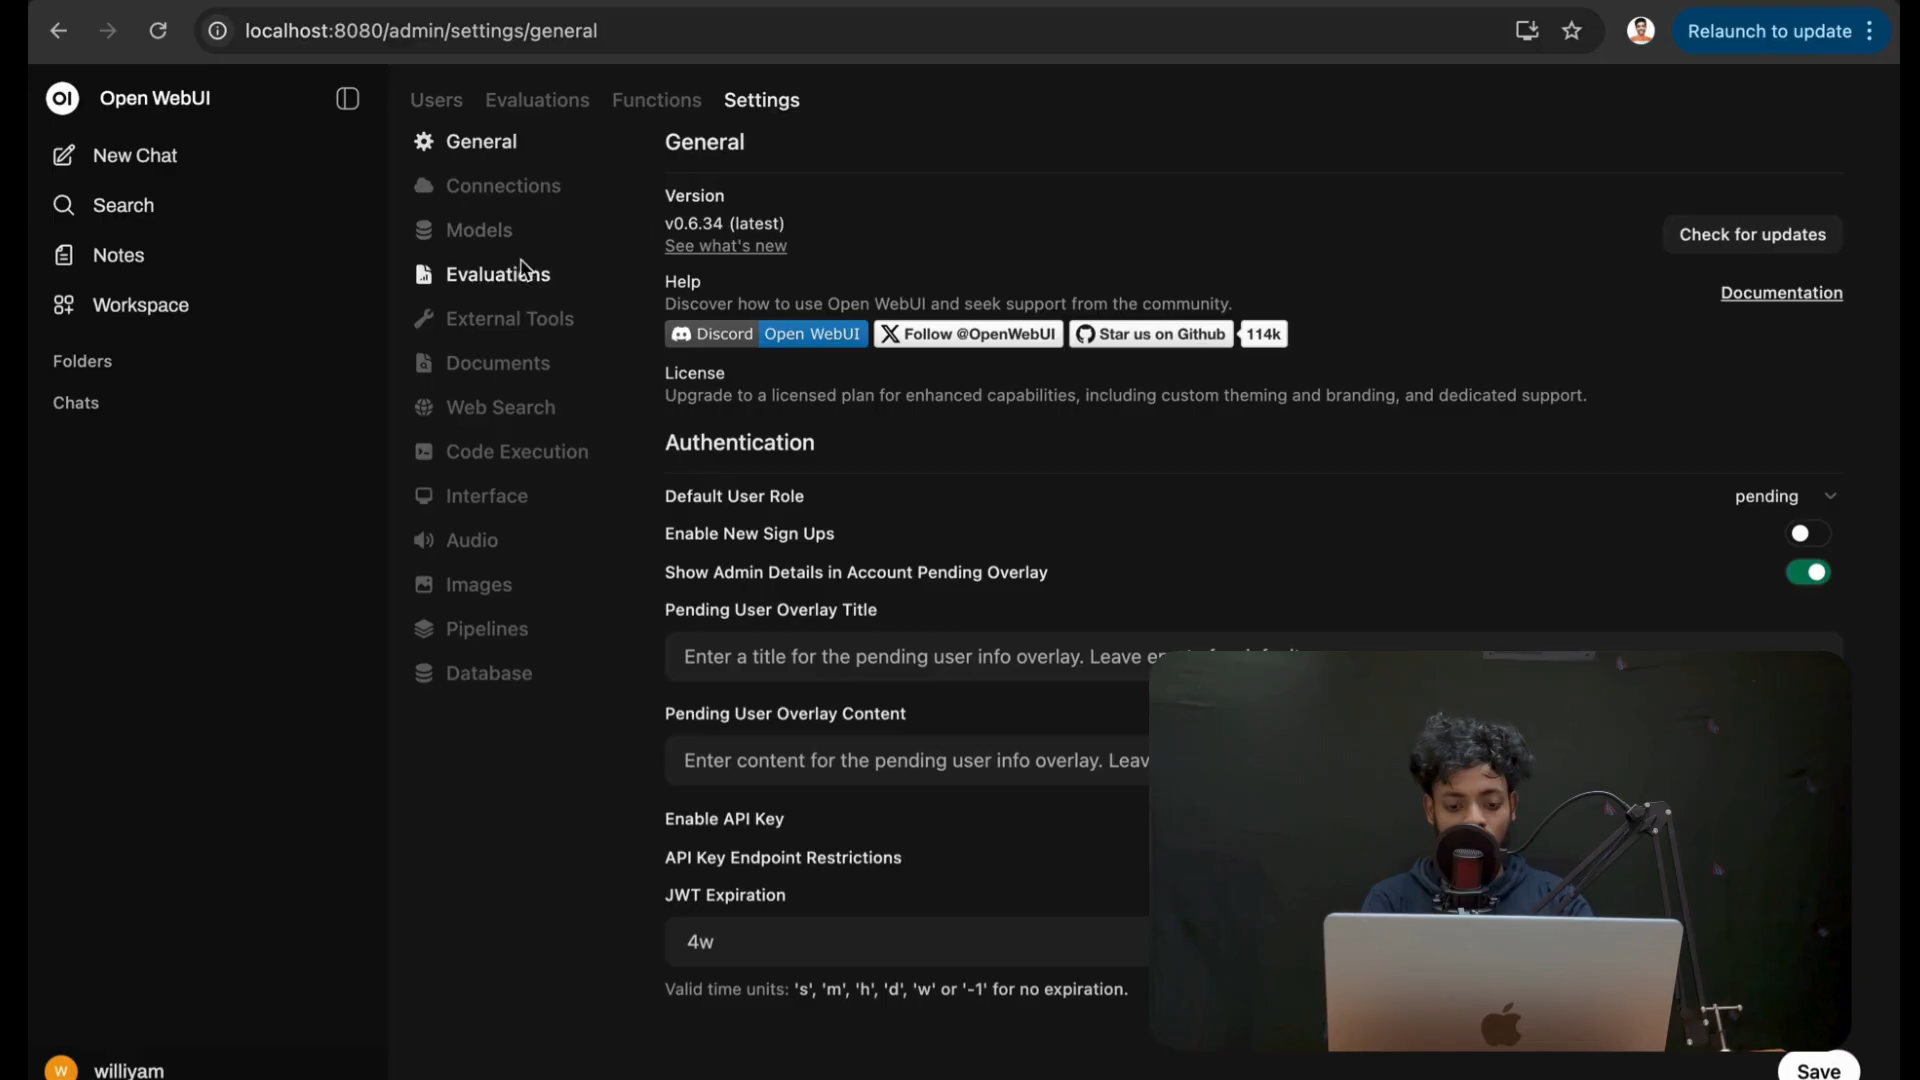 localhost:8080/admin/settings/general
Relaunch to update
OI
Open WebUI
New Chat
Search
Notes
Workspace
Folders
Chats
W
williyam
Users
Evaluations
Functions
Settings
General
Connections
Models
Evaluations
External Tools
Documents
Web Search
Code Execution
Interface
Audio
Images
Pipelines
Database
General
Version
v0.6.34 (latest)
See what's new
Check for updates
Help
Discover how to use Open WebUI and seek support from the community.
Documentation
Discord Open WebUI
Follow @OpenWebUI
Star us on Github
114k
License
Upgrade to a licensed plan for enhanced capabilities, including custom theming and branding, and dedicated support.
Authentication
Default User Role
pending
Enable New Sign Ups
Show Admin Details in Account Pending Overlay
Pending User Overlay Title
Enter a title for the pending user info overlay. Leave
Pending User Overlay Content
Enter content for the pending user info overlay. Leav
Enable API Key
API Key Endpoint Restrictions
JWT Expiration
4w
Valid time units: 's', 'm', 'h', 'd', 'w' or '-1' for no expiration.
Save